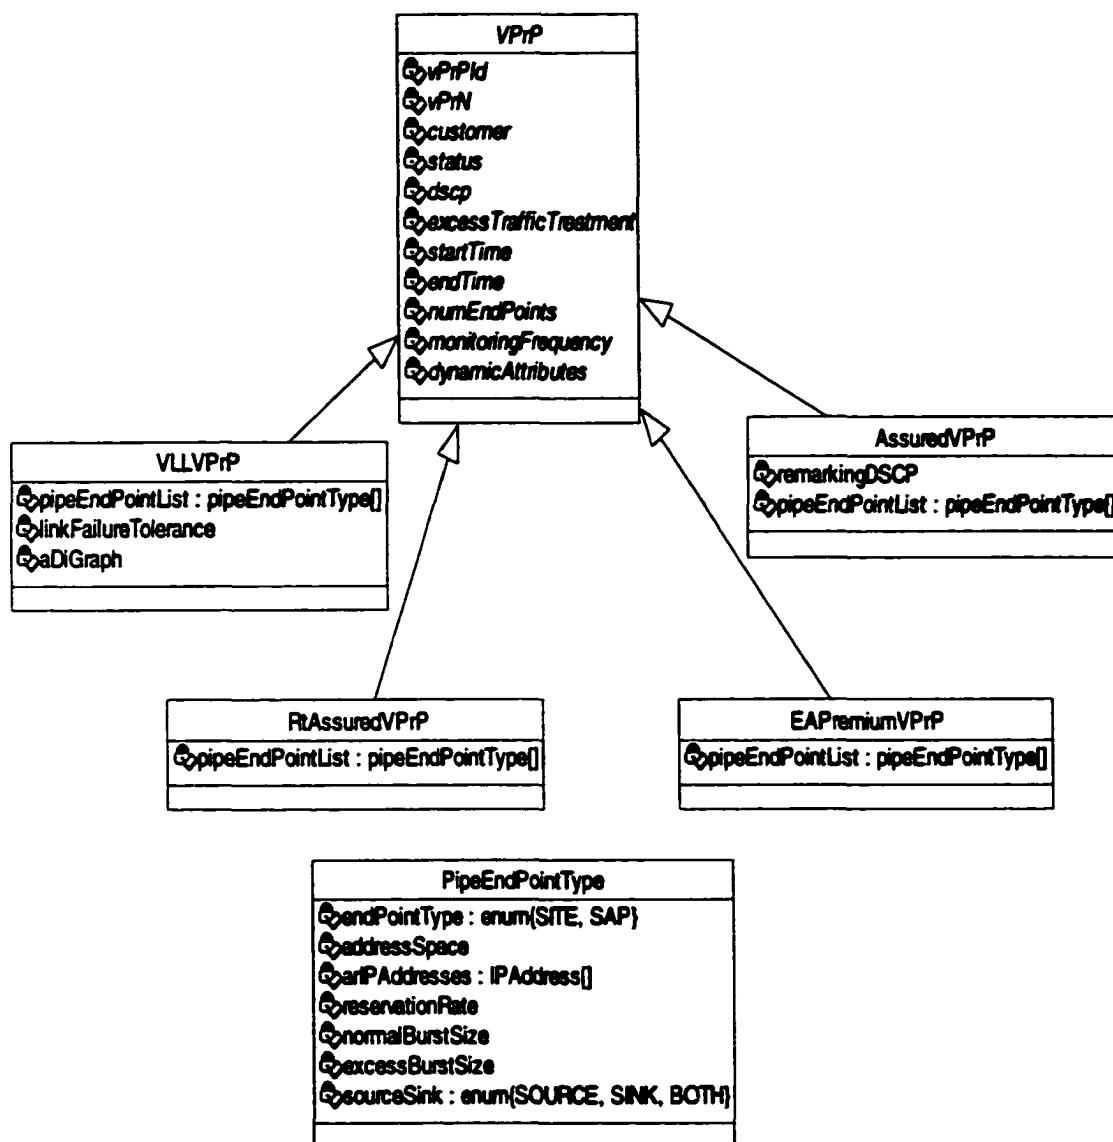 VPrP
vPrPId
vPrN
customer
status
dscp
excessTrafficTreatment
startTime
endTime
numEndPoints
monitoringFrequency
dynamicAttributes
VLLVPrP
pipeEndPointList : pipeEndPointType[]
linkFailureTolerance
aDiGraph
AssuredVPrP
remarkingDSCP
pipeEndPointList : pipeEndPointType[]
RtAssuredVPrP
pipeEndPointList : pipeEndPointType[]
EAPremiumVPrP
pipeEndPointList : pipeEndPointType[]
PipeEndPointType
endPointType : enum{SITE, SAP}
addressSpace
arIPAddresses : IPAddress[]
reservationRate
normalBurstSize
excessBurstSize
sourceSink : enum{SOURCE, SINK, BOTH}